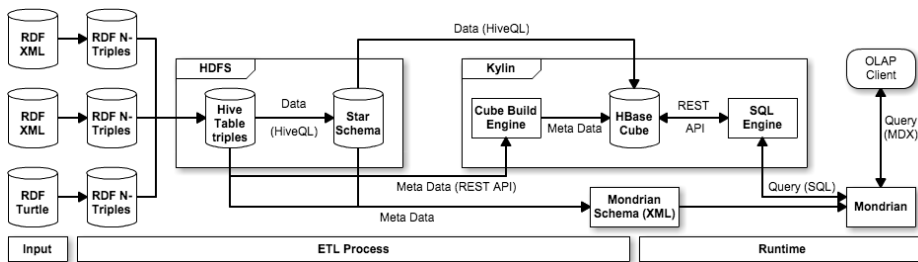 RDF
XML
RDF N-
Triples
RDF
XML
RDF N-
Triples
RDF
Turtle
RDF N-
Triples
HDFS
Hive
Table
triples
Data
(HiveQL)
Star
Schema
Data (HiveQL)
Kylin
Cube Build
Engine
Meta Data
HBase
Cube
REST
API
SQL
Engine
OLAP
Client
Query
(MDX)
Meta Data (REST API)
Meta Data
Mondrian
Schema (XML)
Query (SQL)
Mondrian
Input
ETL Process
Runtime